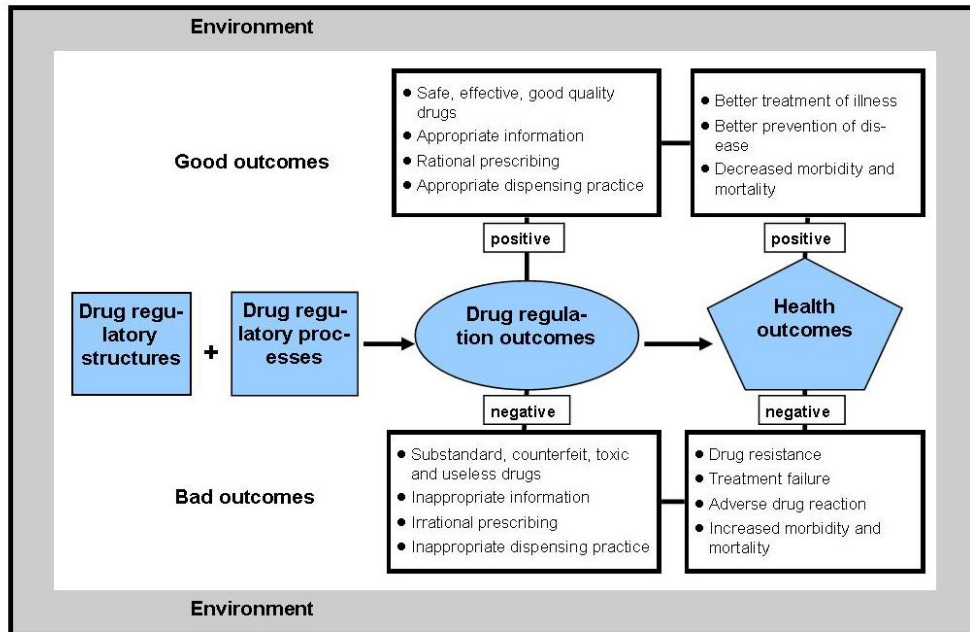 Environment
Good outcomes
● Safe, effective, good quality
drugs
● Appropriate information
● Rational prescribing
● Appropriate dispensing practice
● Better treatment of illness
● Better prevention of dis-
ease
● Decreased morbidity and
mortality
positive
positive
Drug regu-
latory
structures
+
Drug regu-
latory proc-
esses
Drug regula-
tion outcomes
Health
outcomes
negative
negative
Bad outcomes
● Substandard, counterfeit, toxic
and useless drugs
● Inappropriate information
● Irrational prescribing
● Inappropriate dispensing practice
● Drug resistance
● Treatment failure
● Adverse drug reaction
● Increased morbidity and
mortality
Environment